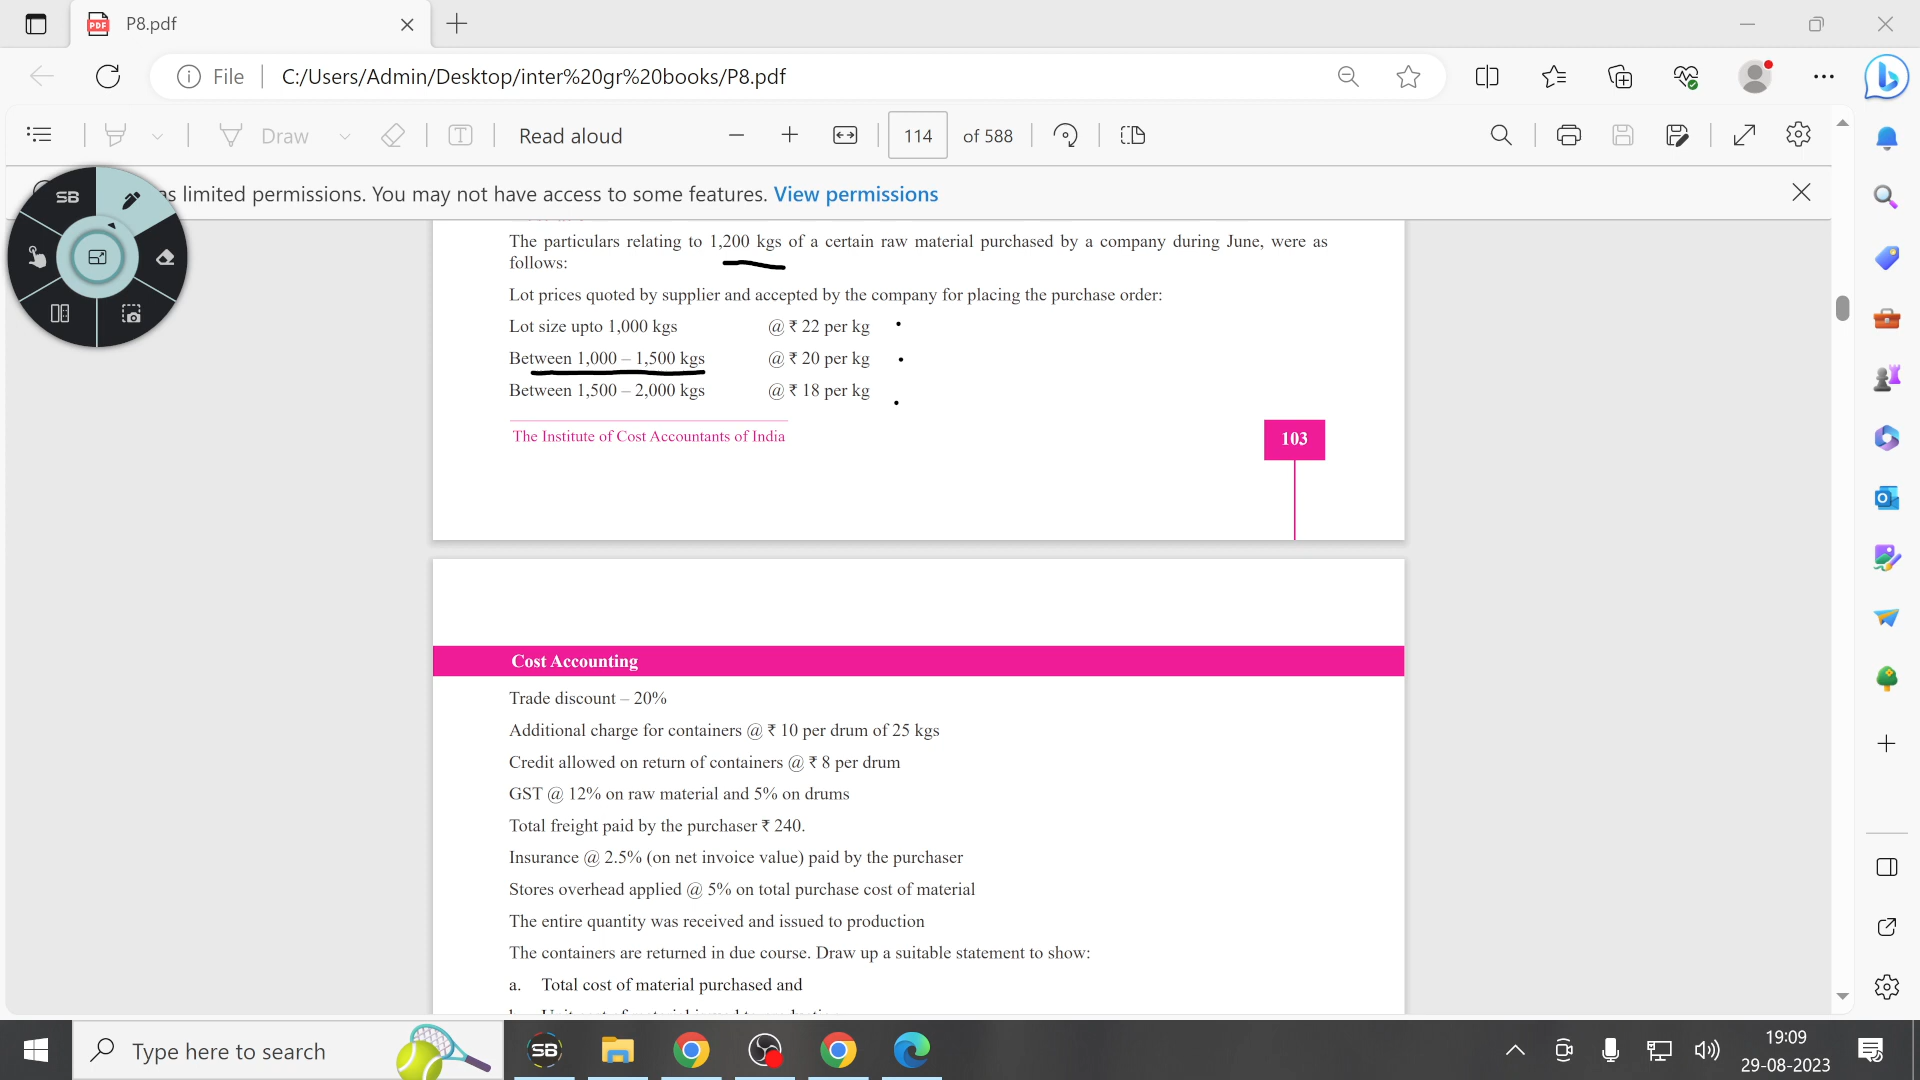 P8.pdf
File
C:/Users/Admin/Desktop/inter%20gr%20books/P8.pdf
Draw
Read aloud
114 of 588
SB
as limited permissions. You may not have access to some features. View permissions
The particulars relating to 1,200 kgs of a certain raw material purchased by a company during June, were as
follows:
Lot prices quoted by supplier and accepted by the company for placing the purchase order:
Lot size upto 1,000 kgs @ ₹ 22 per kg
Between 1,000 – 1,500 kgs @ ₹ 20 per kg
Between 1,500 – 2,000 kgs @ ₹ 18 per kg
The Institute of Cost Accountants of India
103
Cost Accounting
Trade discount – 20%
Additional charge for containers @ ₹ 10 per drum of 25 kgs
Credit allowed on return of containers @ ₹ 8 per drum
GST @ 12% on raw material and 5% on drums
Total freight paid by the purchaser ₹ 240.
Insurance @ 2.5% (on net invoice value) paid by the purchaser
Stores overhead applied @ 5% on total purchase cost of material
The entire quantity was received and issued to production
The containers are returned in due course. Draw up a suitable statement to show:
a. Total cost of material purchased and
Type here to search
SB
19:09
29-08-2023